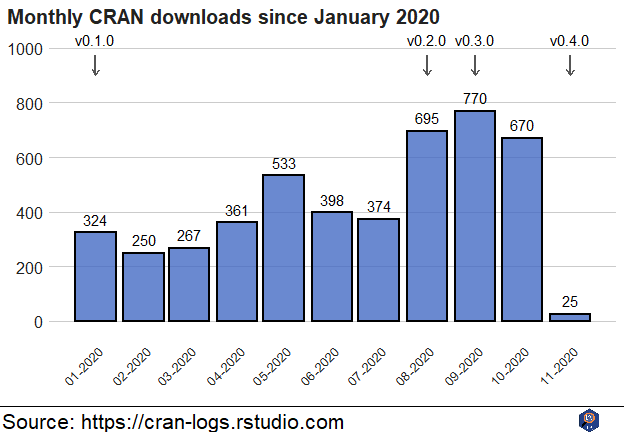 Monthly CRAN downloads since January 2020
v0.1.0 v0.2.0 v0.3.0 v0.4.0
1000
800
600
400
200
0
324 250 267 361 533 398 374 695 770 670 25
01-2020 02-2020 03-2020 04-2020 05-2020 06-2020 07-2020 08-2020 09-2020 10-2020 11-2020
Source: https://cran-logs.rstudio.com